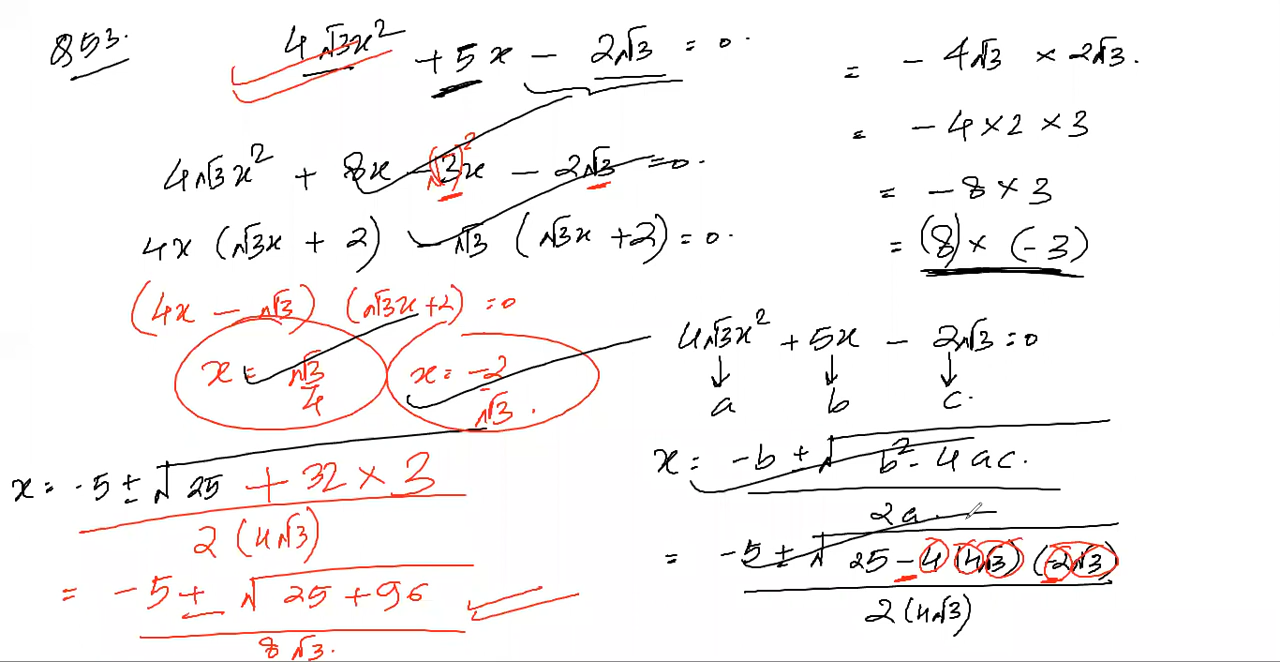 853. 4√3x² + 5x - 2√3 = 0.
4√3x² + 8x - (√3)²x - 2√3 = 0.
4x (√3x + 2) - √3 (√3x + 2) = 0.
(4x - √3) (√3x + 2) = 0
x = √3/4 x = -2/√3.
x = -5 ± √(25 + 32 × 3) / 2(4√3)
= -5 ± √(25 + 96) / 8√3.
= - 4√3 × 2√3.
= - 4 × 2 × 3
= - 8 × 3
= (8) × (-3)
4√3x² + 5x - 2√3 = 0
a b c.
x = -b ± √(b² - 4ac) / 2a
= -5 ± √(25 - 4 (4√3) (-2√3)) / 2(4√3)